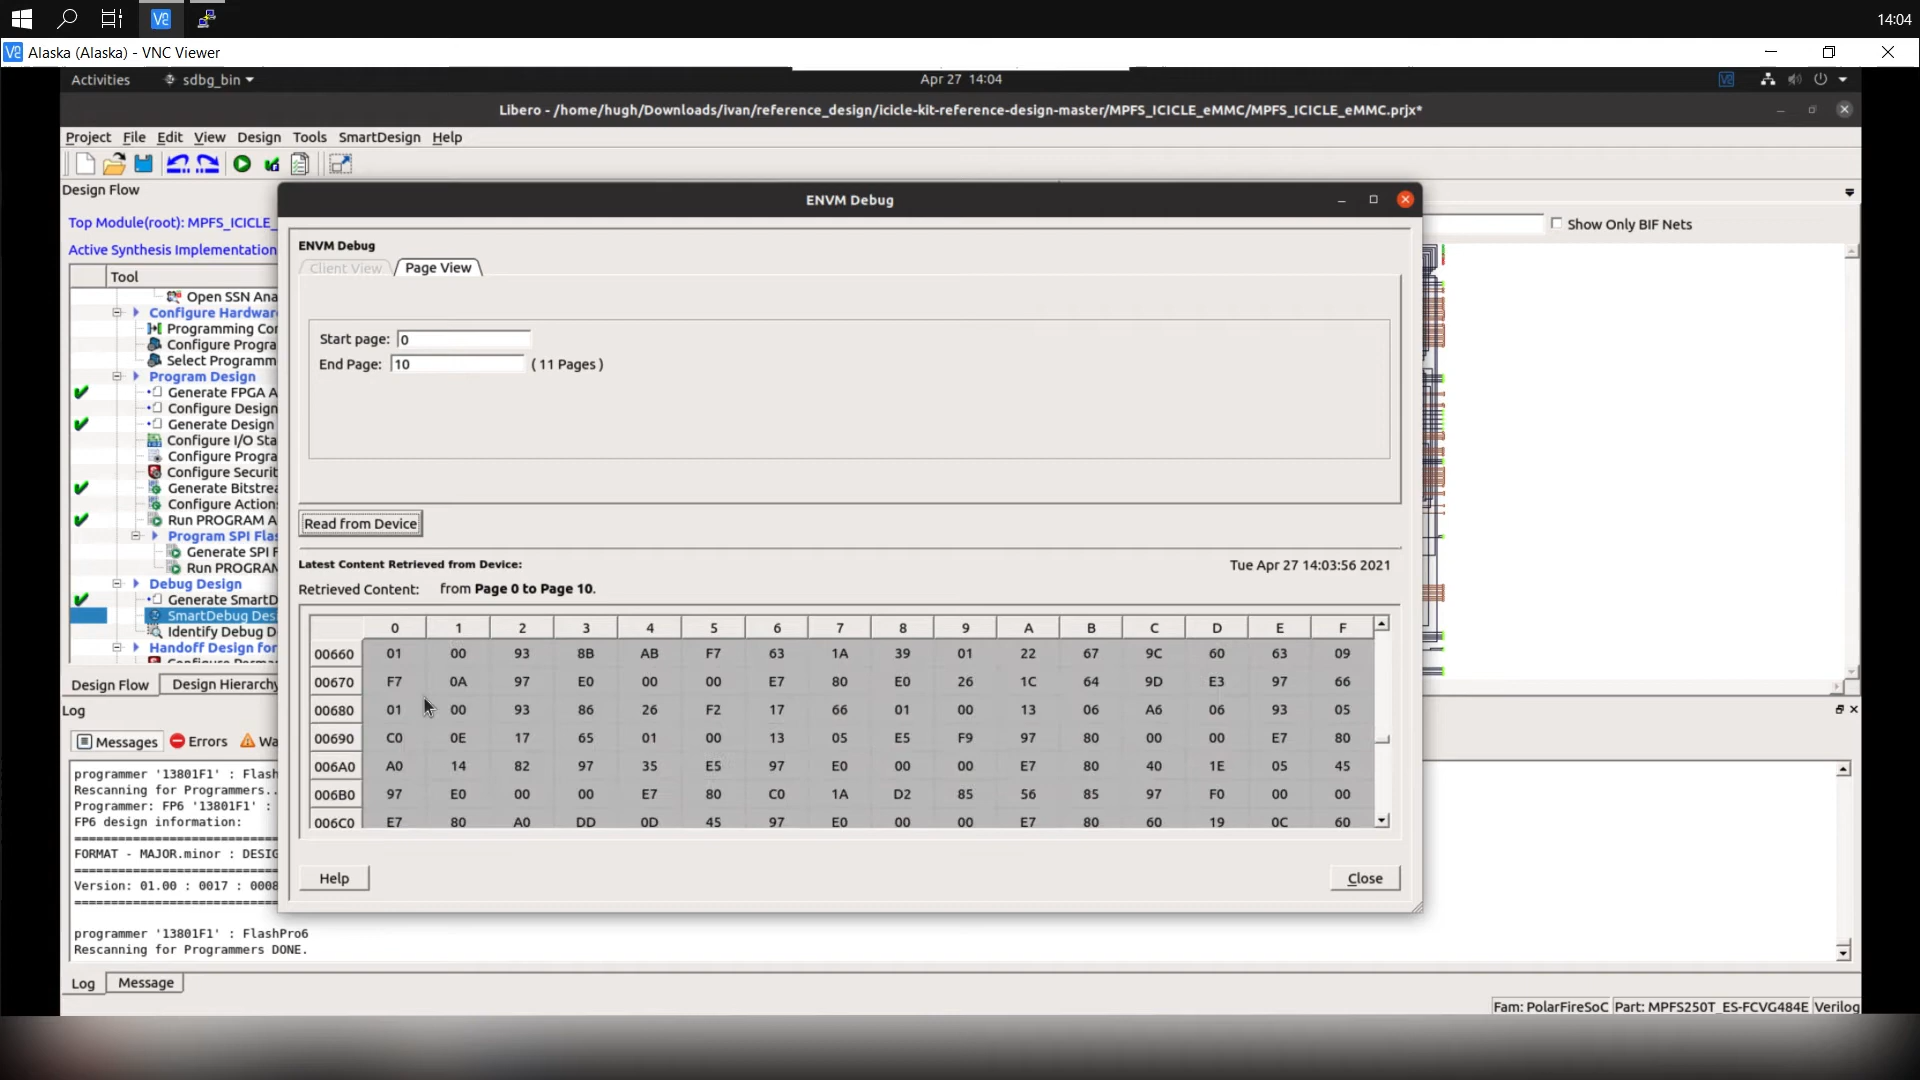 14:04
Alaska (Alaska) - VNC Viewer
Activities sdbg_bin Apr 27 14:04
Libero - /home/hugh/Downloads/ivan/reference_design/icicle-kit-reference-design-master/MPFS_ICICLE_eMMC/MPFS_ICICLE_eMMC.prjx*
Project File Edit View Design Tools SmartDesign Help
Design Flow
Top Module(root): MPFS_ICICLE_
Active Synthesis Implementation
Tool
Open SSN Ana
Configure Hardwar
Programming Con
Configure Progra
Select Programm
Program Design
Generate FPGA A
Configure Design
Generate Design
Configure I/O Sta
Configure Progra
Configure Securit
Generate Bitstrea
Configure Actions
Run PROGRAM A
Program SPI Flas
Generate SPI F
Run PROGRAM
Debug Design
Generate SmartD
SmartDebug Desi
Identify Debug D
Handoff Design for
Design Flow Design Hierarchy
Show Only BIF Nets
ENVM Debug
ENVM Debug
Client View Page View
Start page: 0
End Page: 10 ( 11 Pages )
Read from Device
Latest Content Retrieved from Device: Tue Apr 27 14:03:56 2021
Retrieved Content: from Page 0 to Page 10.
0 1 2 3 4 5 6 7 8 9 A B C D E F
00660 01 00 93 8B AB F7 63 1A 39 01 22 67 9C 60 63 09
00670 F7 0A 97 E0 00 00 E7 80 E0 26 1C 64 9D E3 97 66
00680 01 00 93 86 26 F2 17 66 01 00 13 06 A6 06 93 05
00690 C0 0E 17 65 01 00 13 05 E5 F9 97 80 00 00 E7 80
006A0 A0 14 82 97 35 E5 97 E0 00 00 E7 80 40 1E 05 45
006B0 97 E0 00 00 E7 80 C0 1A D2 85 56 85 97 F0 00 00
006C0 E7 80 A0 DD 0D 45 97 E0 00 00 E7 80 60 19 0C 60
Help Close
Log
Messages Errors Wa
programmer '13801F1' : Flash
Rescanning for Programmers..
Programmer: FP6 '13801F1' :
FP6 design information:
FORMAT - MAJOR.minor : DESIG
Version: 01.00 : 0017 : 0008
programmer '13801F1' : FlashPro6
Rescanning for Programmers DONE.
Log Message
Fam: PolarFireSoC Part: MPFS250T_ES-FCVG484E Verilog